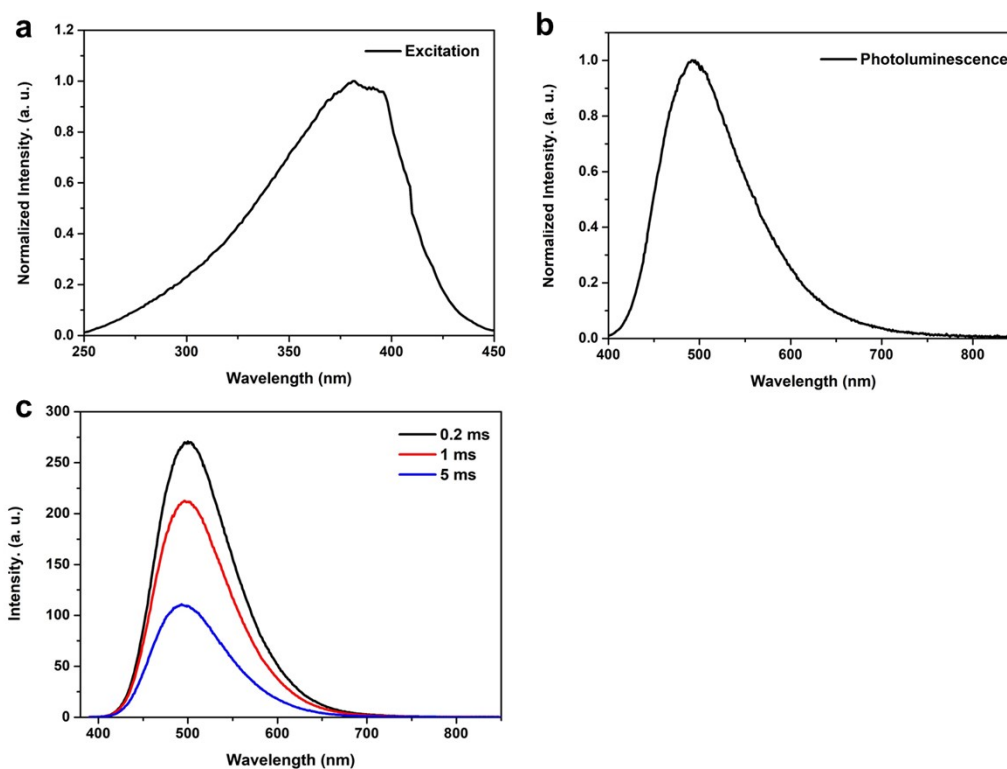 a
Excitation
Normalized Intensity. (a. u.)
1.2
1.0
0.8
0.6
0.4
0.2
0.0
250 300 350 400 450
Wavelength (nm)
b
Photoluminescence
Normalized Intensity. (a. u.)
1.0
0.8
0.6
0.4
0.2
0.0
400 500 600 700 800
Wavelength (nm)
c
0.2 ms
1 ms
5 ms
Intensity. (a. u.)
300
250
200
150
100
50
0
400 500 600 700 800
Wavelength (nm)